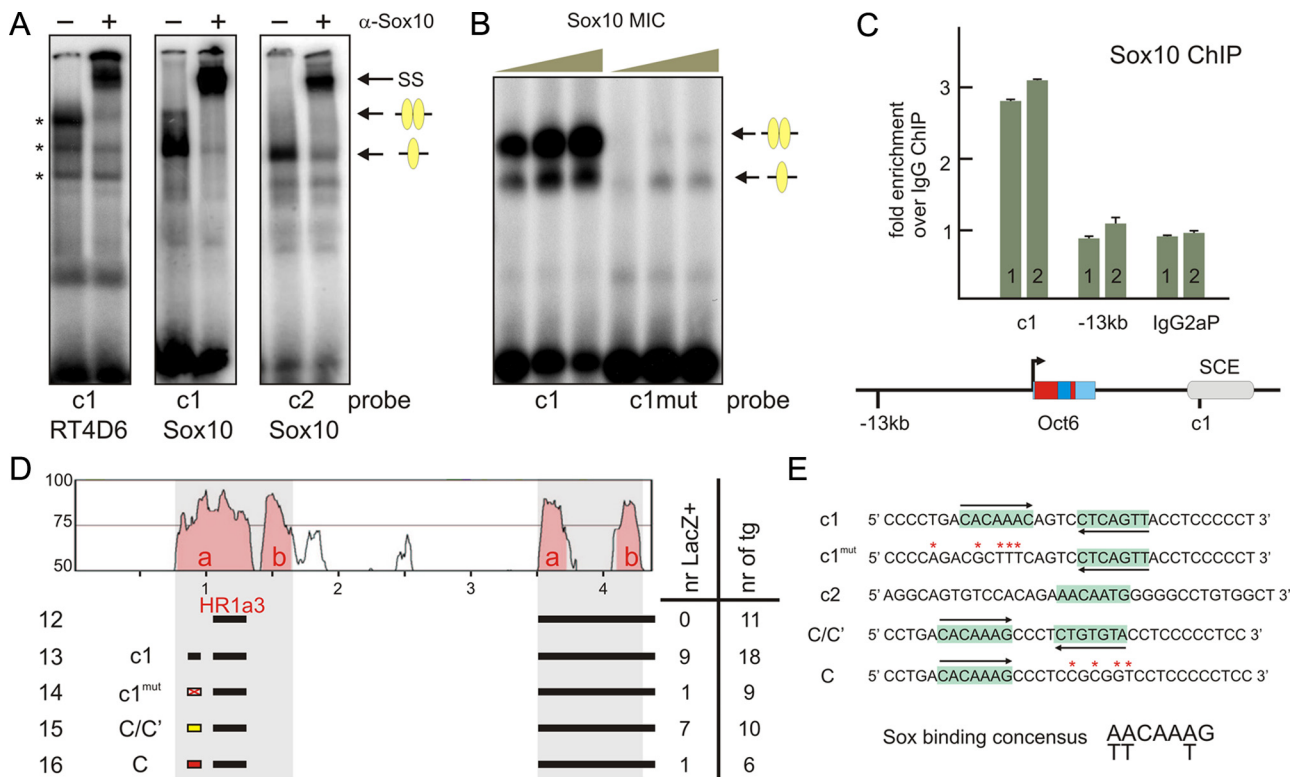 A
− + − + − + α-Sox10
SS
*
*
*
c1 c1 c2 probe
RT4D6 Sox10 Sox10
B
Sox10 MIC
c1 c1mut probe
C
Sox10 ChIP
fold enrichment
over IgG ChIP
3
2
1
1 2 1 2 1 2
c1 -13kb IgG2aP
SCE
-13kb Oct6 c1
D
100
75
50
a b a b
1 2 3 4
HR1a3
nr LacZ+ nr of tg
12 0 11
13 c1 9 18
14 c1mut 1 9
15 C/C' 7 10
16 C 1 6
E
c1 5' CCCCTGACACAAACAGTCCCTCAGTTACCTCCCCCT 3'
* * ***
c1mut 5' CCCCAGACGCTTTCAGTCCTCAGTTACCTCCCCCT 3'
c2 5' AGGCAGTGTCCACAGAAACAATGGGGGCCTGTGGCT 3'
C/C' 5' CCTGACACAAAGCCCTCTGTGTACCTCCCCCTCC 3'
* * * *
C 5' CCTGACACAAAGCCCTCCGCGGTCCTCCCCCTCC 3'
Sox binding concensus AACAAAG
TT T